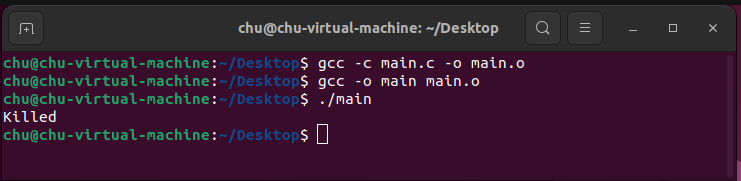 chu@chu-virtual-machine: ~/Desktop
chu@chu-virtual-machine:~/Desktop$ gcc -c main.c -o main.o
chu@chu-virtual-machine:~/Desktop$ gcc -o main main.o
chu@chu-virtual-machine:~/Desktop$ ./main
Killed
chu@chu-virtual-machine:~/Desktop$